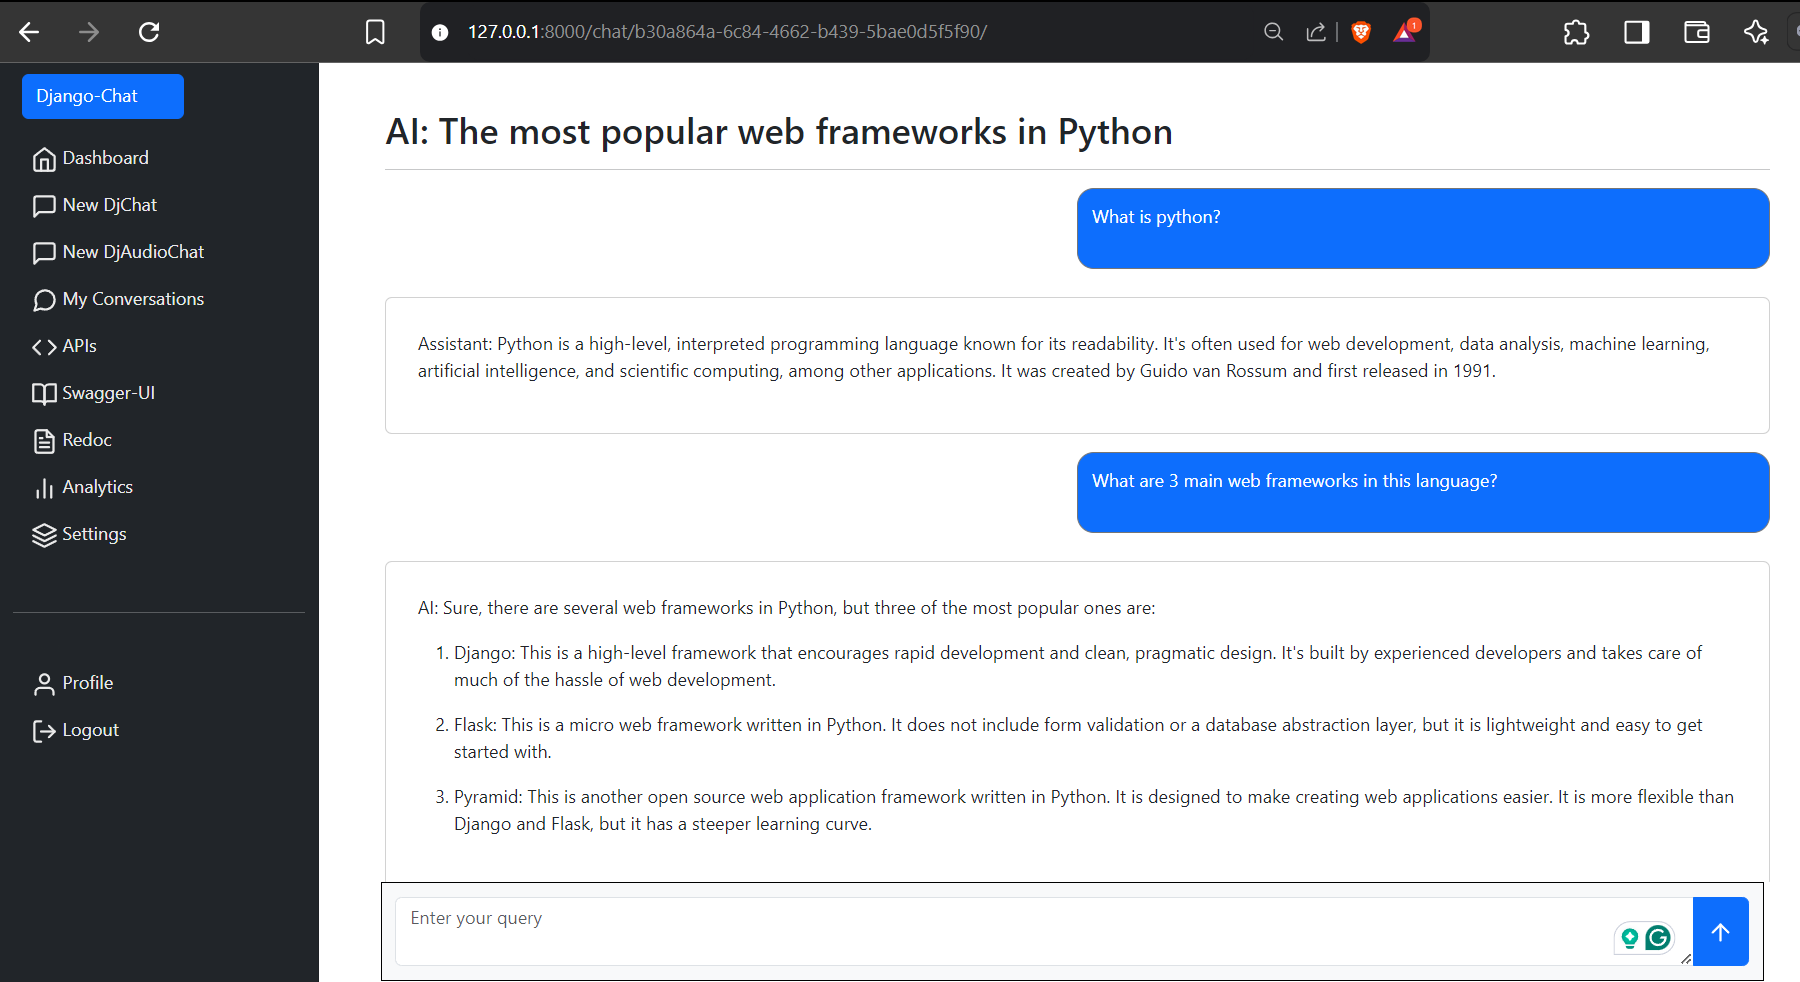 127.0.0.1:8000/chat/b30a864a-6c84-4662-b439-5bae0d5f5f90/
1
Django-Chat
Dashboard
New DjChat
New DjAudioChat
My Conversations
APIs
Swagger-UI
Redoc
Analytics
Settings
Profile
Logout
AI: The most popular web frameworks in Python
What is python?
Assistant: Python is a high-level, interpreted programming language known for its readability. It's often used for web development, data analysis, machine learning,
artificial intelligence, and scientific computing, among other applications. It was created by Guido van Rossum and first released in 1991.
What are 3 main web frameworks in this language?
AI: Sure, there are several web frameworks in Python, but three of the most popular ones are:
1. Django: This is a high-level framework that encourages rapid development and clean, pragmatic design. It's built by experienced developers and takes care of
much of the hassle of web development.
2. Flask: This is a micro web framework written in Python. It does not include form validation or a database abstraction layer, but it is lightweight and easy to get
started with.
3. Pyramid: This is another open source web application framework written in Python. It is designed to make creating web applications easier. It is more flexible than
Django and Flask, but it has a steeper learning curve.
Enter your query